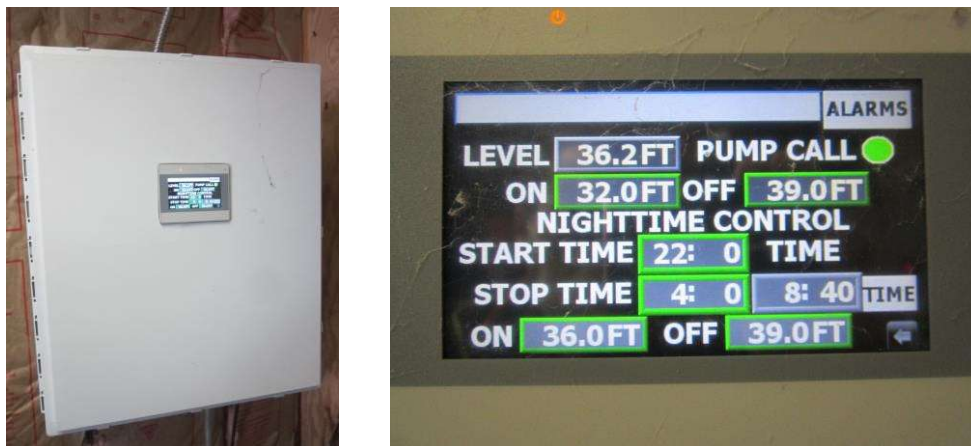 ALARMS
LEVEL 36.2FT PUMP CALL
ON 32.0FT OFF 39.0FT
NIGHTTIME CONTROL
START TIME 22: 0 TIME
STOP TIME 4: 0 8: 40 TIME
ON 36.0FT OFF 39.0FT